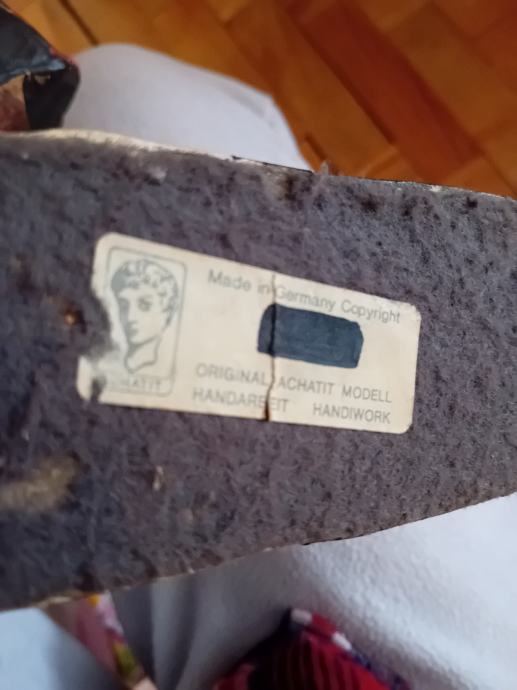 Made in Germany Copyright
ORIGINAL ACHATIT MODELL
HANDARBEIT HANDIWORK